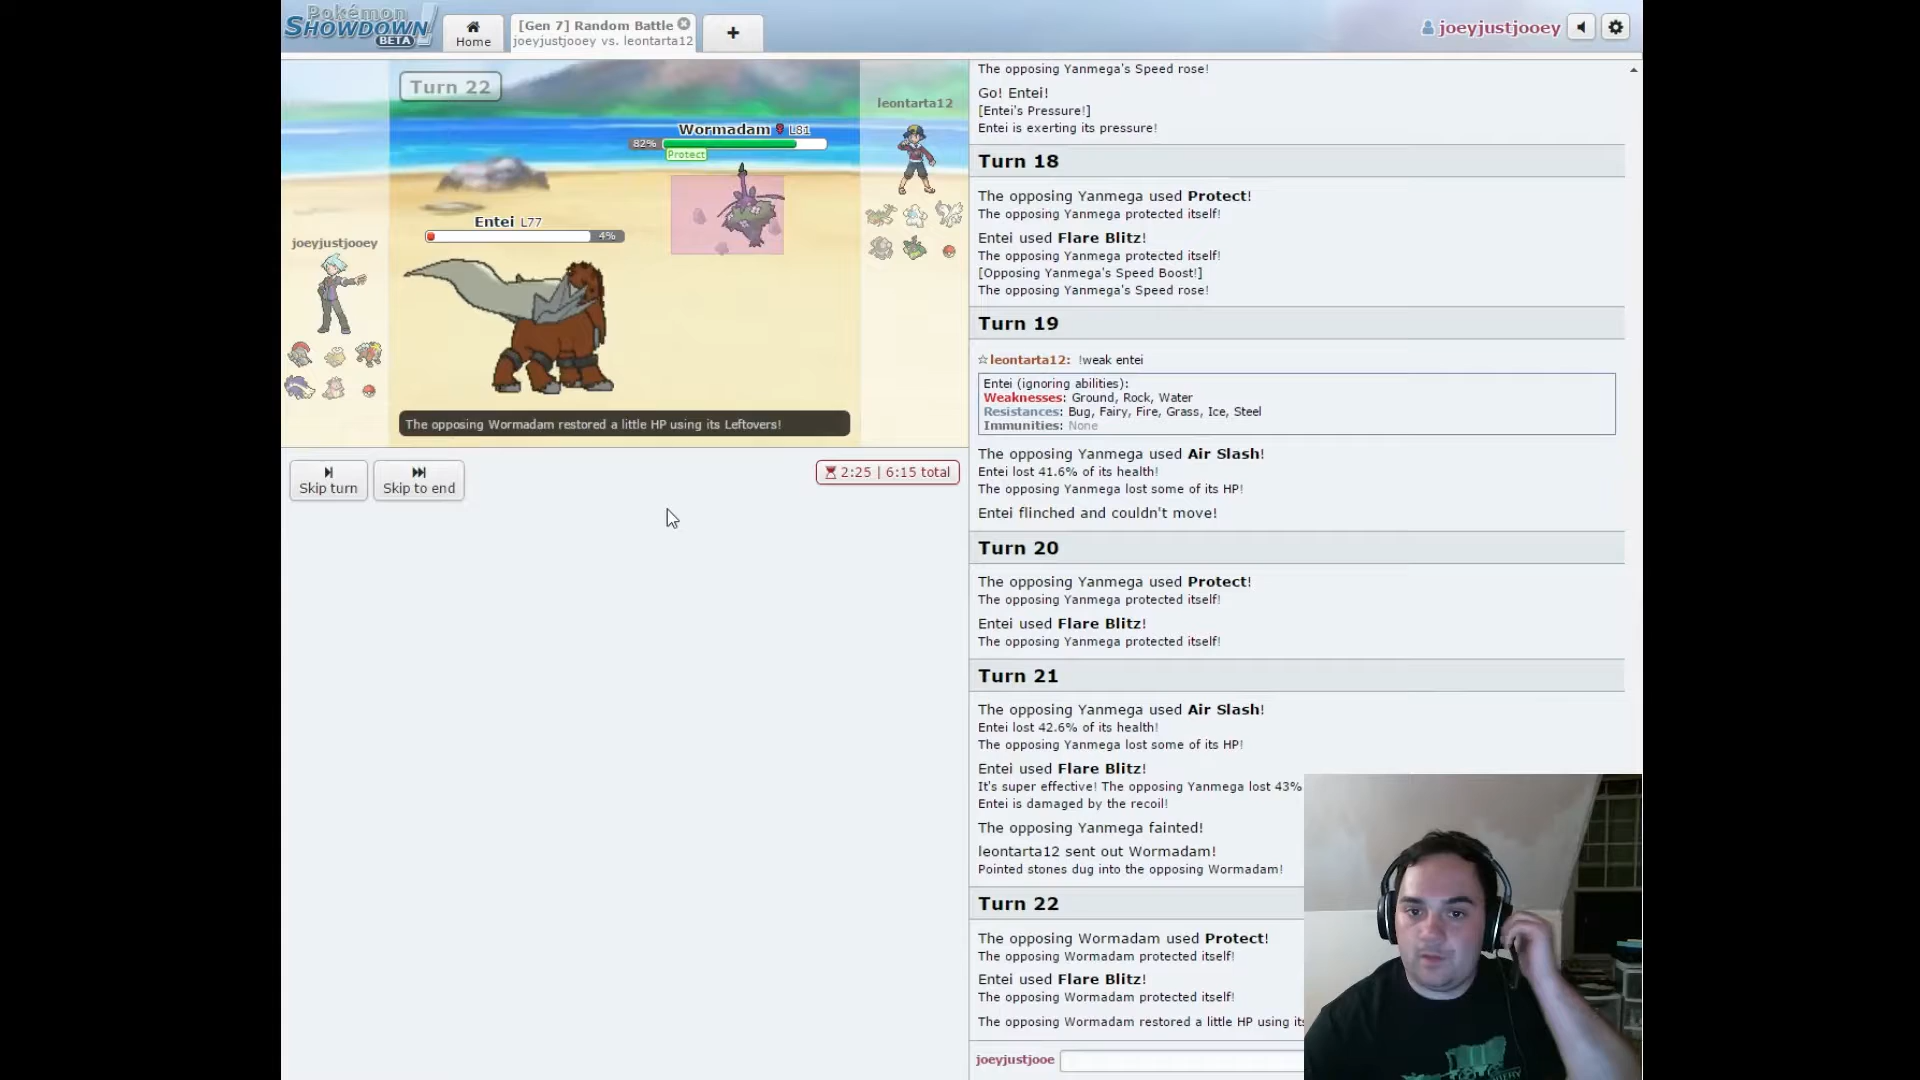 Pokémon
SHOWDOWN!
BETA
Home
[Gen 7] Random Battle
joeyjustjooey vs. leontarta12
+
joeyjustjooey
Turn 22
leontarta12
Wormadam L81
82%
Protect
Entei L77
4%
joeyjustjooey
The opposing Wormadam restored a little HP using its Leftovers!
Skip turn
Skip to end
2:25 | 6:15 total
The opposing Yanmega's Speed rose!
Go! Entei!
[Entei's Pressure!]
Entei is exerting its pressure!
Turn 18
The opposing Yanmega used Protect!
The opposing Yanmega protected itself!
Entei used Flare Blitz!
The opposing Yanmega protected itself!
[Opposing Yanmega's Speed Boost!]
The opposing Yanmega's Speed rose!
Turn 19
☆leontarta12: !weak entei
Entei (ignoring abilities):
Weaknesses: Ground, Rock, Water
Resistances: Bug, Fairy, Fire, Grass, Ice, Steel
Immunities: None
The opposing Yanmega used Air Slash!
Entei lost 41.6% of its health!
The opposing Yanmega lost some of its HP!
Entei flinched and couldn't move!
Turn 20
The opposing Yanmega used Protect!
The opposing Yanmega protected itself!
Entei used Flare Blitz!
The opposing Yanmega protected itself!
Turn 21
The opposing Yanmega used Air Slash!
Entei lost 42.6% of its health!
The opposing Yanmega lost some of its HP!
Entei used Flare Blitz!
It's super effective! The opposing Yanmega lost 43%
Entei is damaged by the recoil!
The opposing Yanmega fainted!
leontarta12 sent out Wormadam!
Pointed stones dug into the opposing Wormadam!
Turn 22
The opposing Wormadam used Protect!
The opposing Wormadam protected itself!
Entei used Flare Blitz!
The opposing Wormadam protected itself!
The opposing Wormadam restored a little HP using its
joeyjustjooe